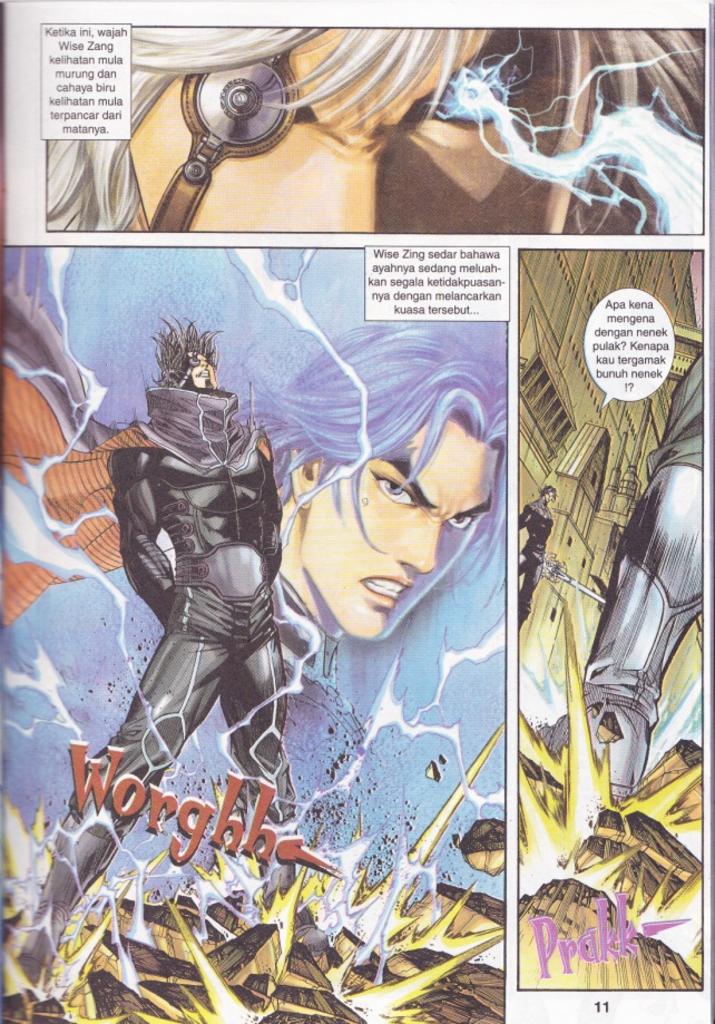 Ketika ini, wajah
Wise Zang
kelihatan mula
murung dan
cahaya biru
kelihatan mula
terpancar dari
matanya.
Wise Zing sedar bahawa
ayahnya sedang meluah-
kan segala ketidakpuasan-
nya dengan melancarkan
kuasa tersebut...
Apa kena
mengena
dengan nenek
pulak? Kenapa
kau tergamak
bunuh nenek
!?
Worghh
Prakk
11